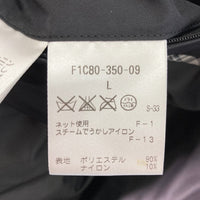 F1C80-350-09
L
S-33
ネット使用 F-1
スチームでうかしアイロン
F-13
表地 ポリエステル 90%
ナイロン 10%